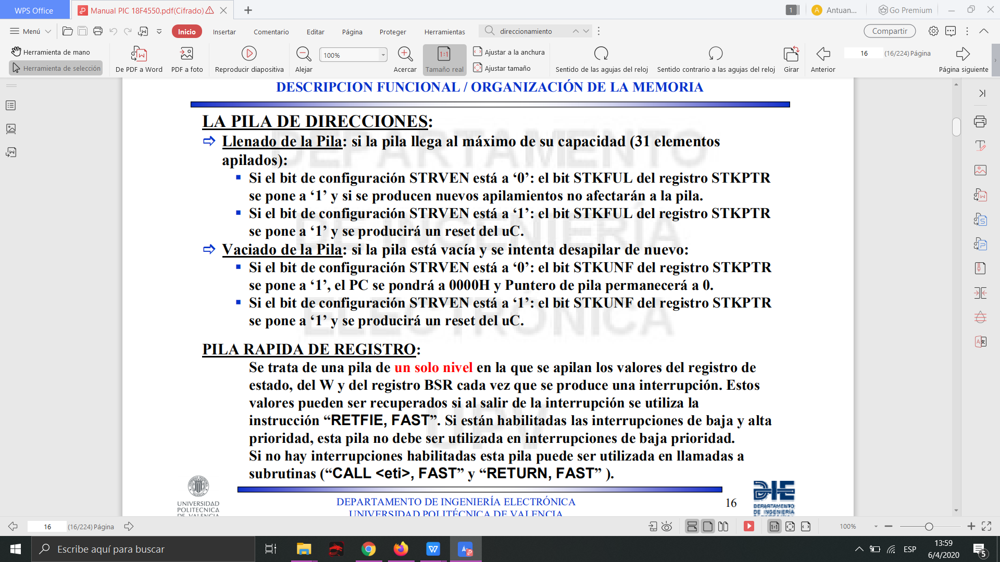 WPS Office
Manual PIC 18F4550.pdf(Cifrado)
1
A
Antuan...
Go Premium
Menú
Inicio
Insertar
Comentario
Editar
Página
Proteger
Herramientas
direccionamiento
Compartir
Herramienta de mano
Herramienta de selección
De PDF a Word
PDF a foto
Reproducir diapositiva
Alejar
100%
Acercar
1:1
Tamaño real
Ajustar a la anchura
Ajustar tamaño
Sentido de las agujas del reloj
Sentido contrario a las agujas del reloj
Girar
Anterior
16
(16/224) Página
Página siguiente
DESCRIPCION FUNCIONAL / ORGANIZACIÓN DE LA MEMORIA
DEPARTAMENTO
DE INGENIERÍA
ELECTRÓNICA
UPV
LA PILA DE DIRECCIONES:
Llenado de la Pila: si la pila llega al máximo de su capacidad (31 elementos
apilados):
Si el bit de configuración STRVEN está a ‘0’: el bit STKFUL del registro STKPTR
se pone a ‘1’ y si se producen nuevos apilamientos no afectarán a la pila.
Si el bit de configuración STRVEN está a ‘1’: el bit STKFUL del registro STKPTR
se pone a ‘1’ y se producirá un reset del uC.
Vaciado de la Pila: si la pila está vacía y se intenta desapilar de nuevo:
Si el bit de configuración STRVEN está a ‘0’: el bit STKUNF del registro STKPTR
se pone a ‘1’, el PC se pondrá a 0000H y Puntero de pila permanecerá a 0.
Si el bit de configuración STRVEN está a ‘1’: el bit STKUNF del registro STKPTR
se pone a ‘1’ y se producirá un reset del uC.
PILA RAPIDA DE REGISTRO:
Se trata de una pila de un solo nivel en la que se apilan los valores del registro de
estado, del W y del registro BSR cada vez que se produce una interrupción. Estos
valores pueden ser recuperados si al salir de la interrupción se utiliza la
instrucción “RETFIE, FAST”. Si están habilitadas las interrupciones de baja y alta
prioridad, esta pila no debe ser utilizada en interrupciones de baja prioridad.
Si no hay interrupciones habilitadas esta pila puede ser utilizada en llamadas a
subrutinas (“CALL <eti>, FAST” y “RETURN, FAST” ).
UNIVERSIDAD
POLITECNICA
DE VALENCIA
DEPARTAMENTO DE INGENIERÍA ELECTRÓNICA
UNIVERSIDAD POLITÉCNICA DE VALENCIA
16
DIE
DEPARTAMENTO
DE INGENIERÍA
16
(16/224) Página
1:1
100%
Escribe aquí para buscar
ESP
13:59
6/4/2020
5